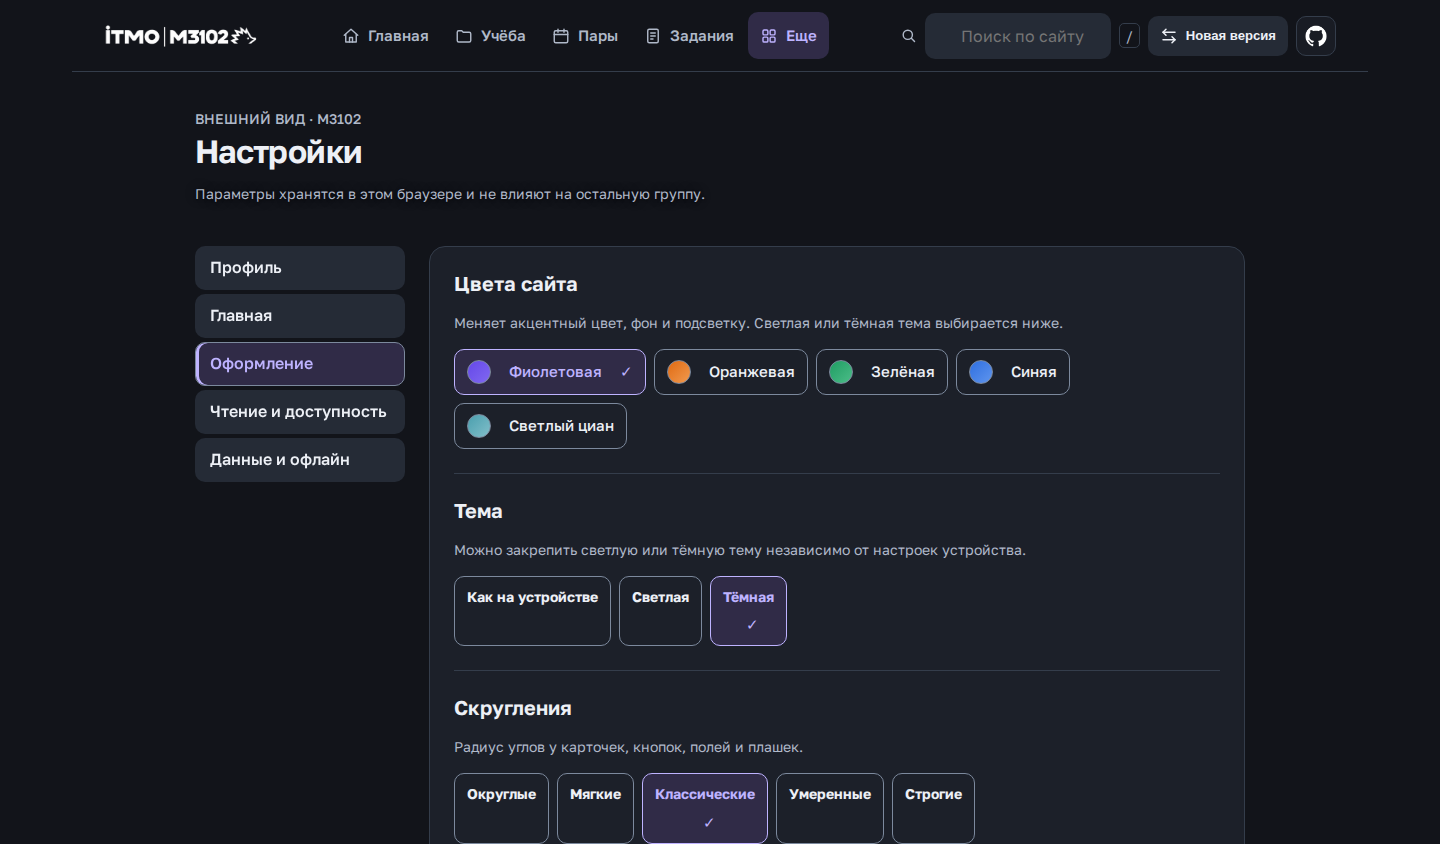 iTMO | M3102
Главная
Учёба
Пары
Задания
Еще
Поиск по сайту
/
Новая версия
ВНЕШНИЙ ВИД · M3102
Настройки
Параметры хранятся в этом браузере и не влияют на остальную группу.
Профиль
Главная
Оформление
Чтение и доступность
Данные и офлайн
Цвета сайта
Меняет акцентный цвет, фон и подсветку. Светлая или тёмная тема выбирается ниже.
Фиолетовая ✓
Оранжевая
Зелёная
Синяя
Светлый циан
Тема
Можно закрепить светлую или тёмную тему независимо от настроек устройства.
Как на устройстве
Светлая
Тёмная
✓
Скругления
Радиус углов у карточек, кнопок, полей и плашек.
Округлые
Мягкие
Классические
✓
Умеренные
Строгие